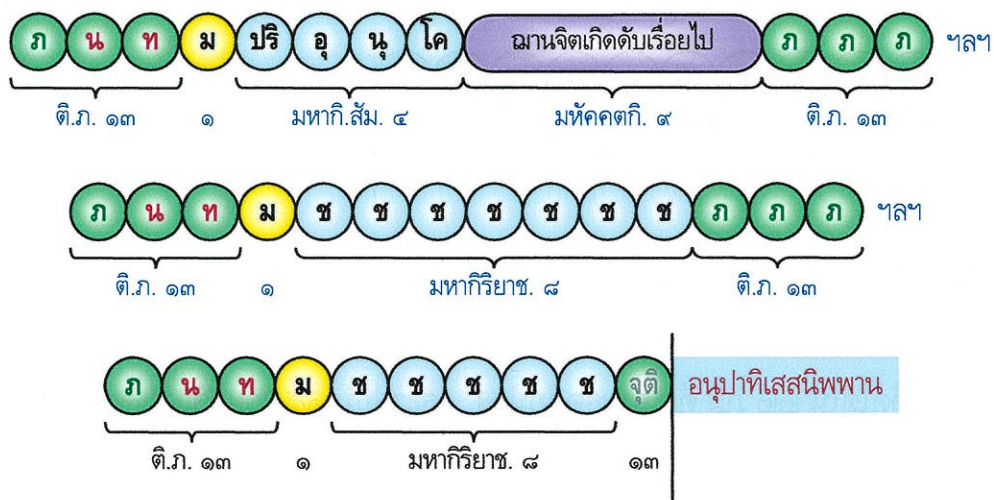 ภ น ท ม ปริ อุ นุ โค ฌานจิตเกิดดับเรื่อยไป ภ ภ ภ ฯลฯ
ติ.ภ. ๑๓ ๑ มหากิ.สัม. ๔ มหัคคตกิ. ๙ ติ.ภ. ๑๓
ภ น ท ม ช ช ช ช ช ช ช ภ ภ ภ ฯลฯ
ติ.ภ. ๑๓ ๑ มหากิริยาช. ๘ ติ.ภ. ๑๓
ภ น ท ม ช ช ช ช ช จุติ อนุปาทิเสสนิพพาน
ติ.ภ. ๑๓ ๑ มหากิริยาช. ๘ ๑๓